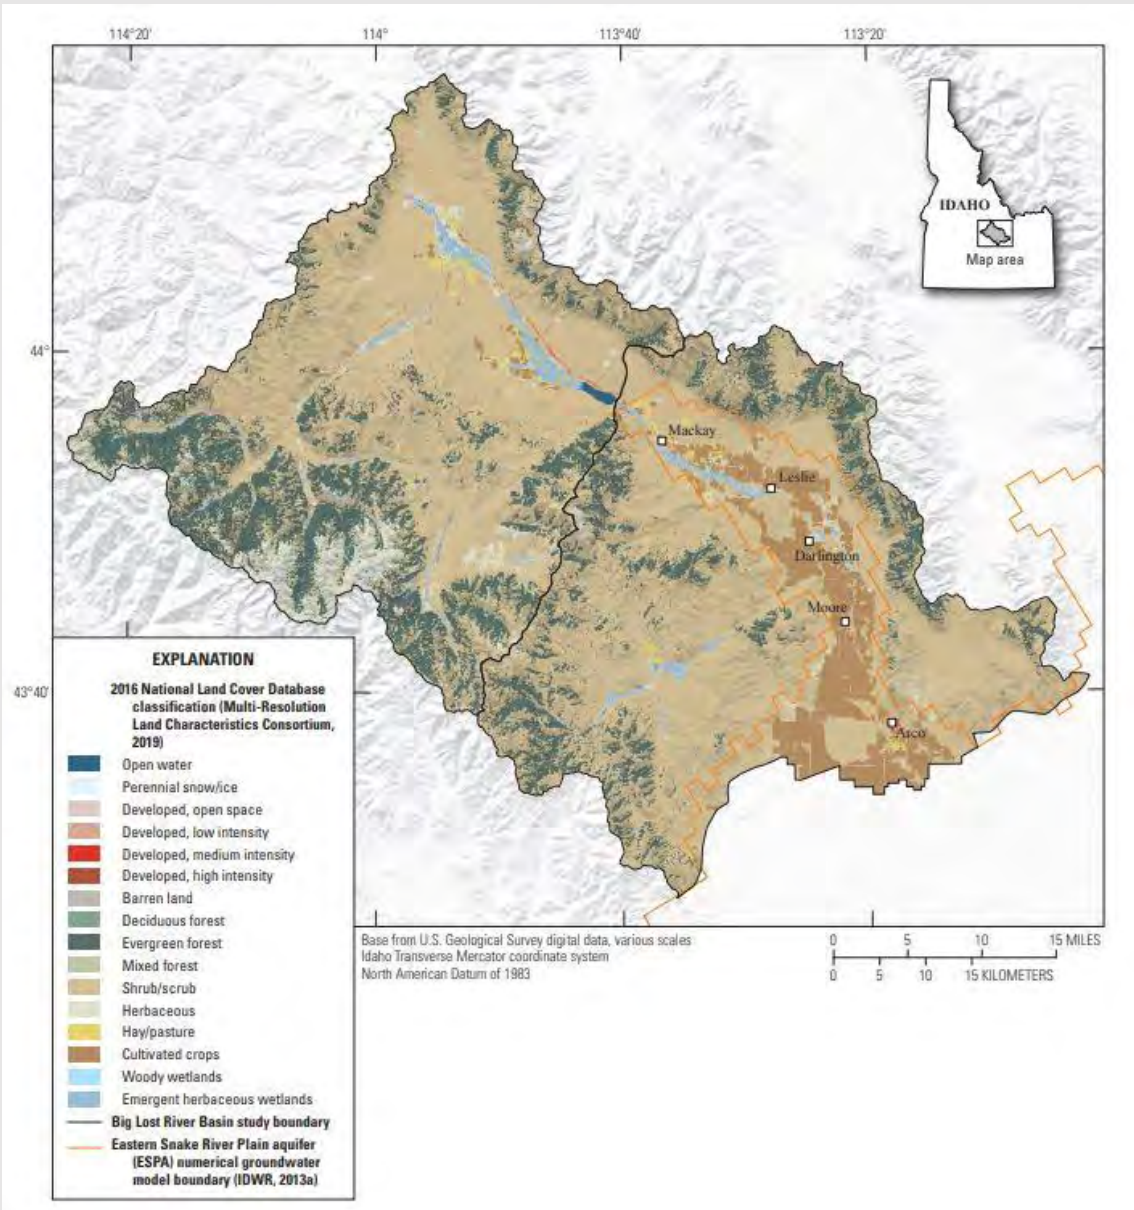 114°20'
114°
113°40'
113°20'
44°
43°40'
IDAHO
Map area
Mackay
Leslie
Darlington
Moore
Arco
EXPLANATION
2016 National Land Cover Database
classification (Multi-Resolution
Land Characteristics Consortium,
2019)
Open water
Perennial snow/ice
Developed, open space
Developed, low intensity
Developed, medium intensity
Developed, high intensity
Barren land
Deciduous forest
Evergreen forest
Mixed forest
Shrub/scrub
Herbaceous
Hay/pasture
Cultivated crops
Woody wetlands
Emergent herbaceous wetlands
Big Lost River Basin study boundary
Eastern Snake River Plain aquifer
(ESPA) numerical groundwater
model boundary (IDWR, 2013a)
Base from U.S. Geological Survey digital data, various scales
Idaho Transverse Mercator coordinate system
North American Datum of 1983
0 5 10 15 MILES
0 5 10 15 KILOMETERS